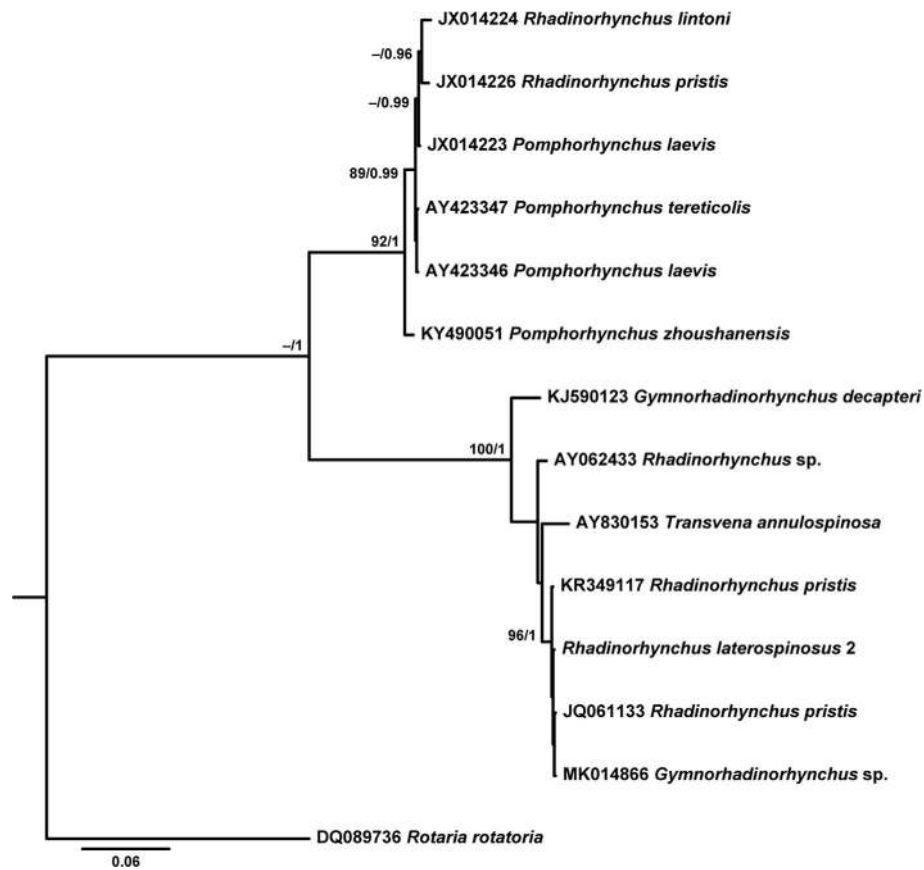 JX014224 Rhadinorhynchus lintoni
–/0.96
JX014226 Rhadinorhynchus pristis
–/0.99
JX014223 Pomphorhynchus laevis
89/0.99
AY423347 Pomphorhynchus tereticolis
92/1
AY423346 Pomphorhynchus laevis
KY490051 Pomphorhynchus zhoushanensis
–/1
KJ590123 Gymnorhadinorhynchus decapteri
100/1
AY062433 Rhadinorhynchus sp.
AY830153 Transvena annulospinosa
KR349117 Rhadinorhynchus pristis
96/1
Rhadinorhynchus laterospinosus 2
JQ061133 Rhadinorhynchus pristis
MK014866 Gymnorhadinorhynchus sp.
DQ089736 Rotaria rotatoria
0.06